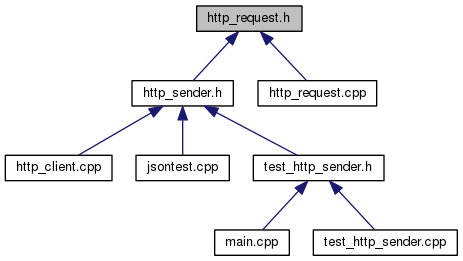 http_request.h
http_sender.h
http_request.cpp
http_client.cpp
jsontest.cpp
test_http_sender.h
main.cpp
test_http_sender.cpp